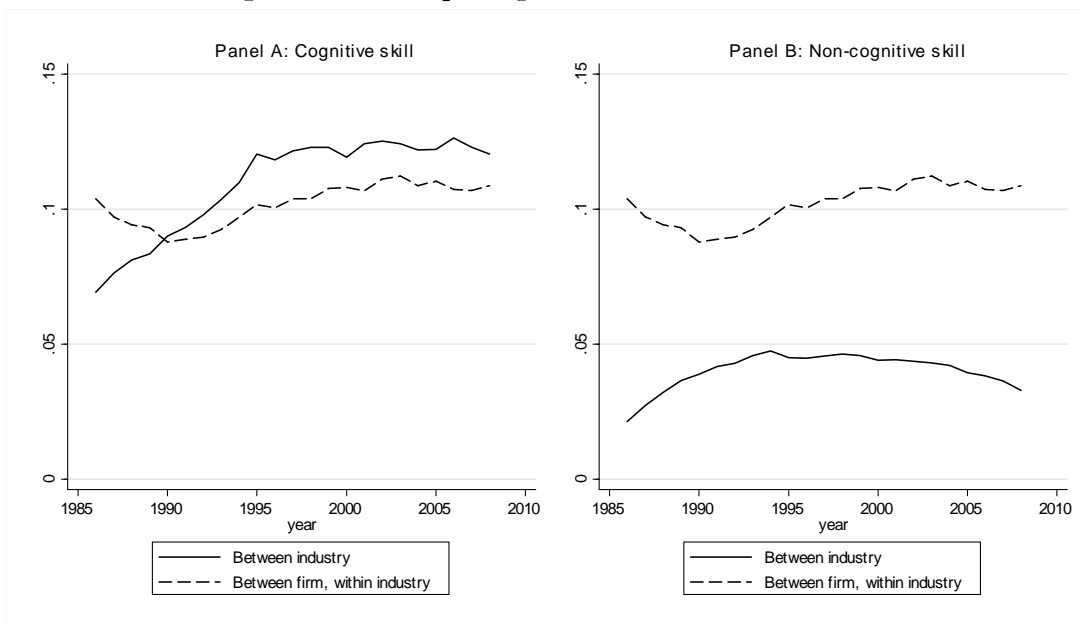 Panel A: Cognitive skill
.15
.1
.05
0
1985 1990 1995 2000 2005 2010
year
Between industry
Between firm, within industry
Panel B: Non-cognitive skill
.15
.1
.05
0
1985 1990 1995 2000 2005 2010
year
Between industry
Between firm, within industry